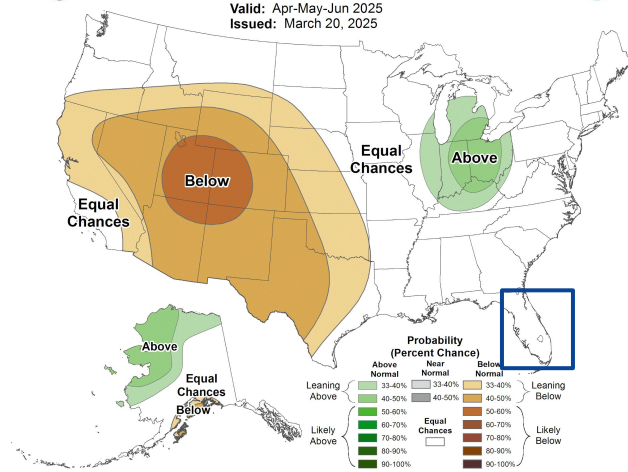 Valid: Apr-May-Jun 2025
Issued: March 20, 2025
Equal
Chances
Above
Below
Equal
Chances
Above
Equal
Chances
Below
Probability
(Percent Chance)
Above
Normal
Near
Normal
Below
Normal
Leaning
Above
33-40%
33-40%
33-40%
Leaning
Below
40-50%
40-50%
40-50%
Likely
Above
50-60%
60-70%
70-80%
80-90%
90-100%
Equal
Chances
50-60%
60-70%
70-80%
80-90%
90-100%
Likely
Below